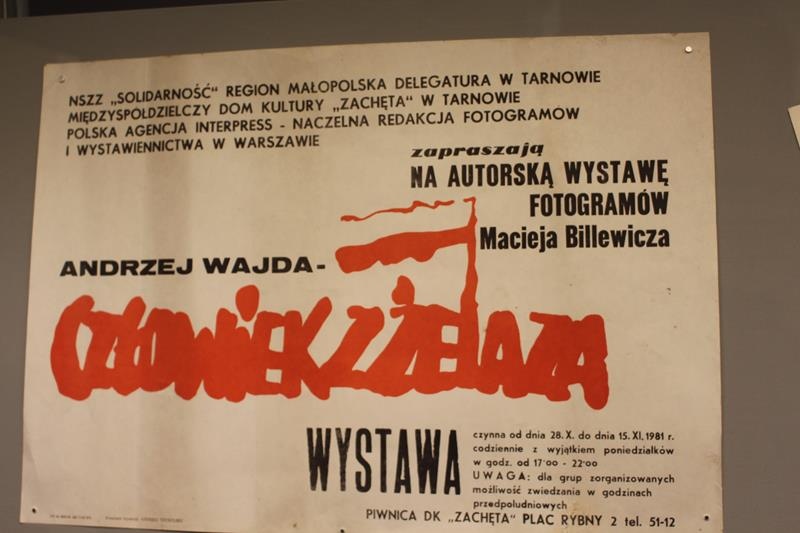 NSZZ „SOLIDARNOŚĆ" REGION MAŁOPOLSKA DELEGATURA W TARNOWIE
MIĘDZYSPOŁDZIELCZY DOM KULTURY „ZACHĘTA" W TARNOWIE
POLSKA AGENCJA INTERPRESS - NACZELNA REDAKCJA FOTOGRAMÓW
I WYSTAWIENNICTWA W WARSZAWIE
zapraszają
NA AUTORSKĄ WYSTAWĘ
FOTOGRAMÓW
Macieja Billewicza
ANDRZEJ WAJDA -
CZŁOWIEK Z ŻELAZA
WYSTAWA
czynna od dnia 28. X. do dnia 15. XI. 1981 r.
codziennie z wyjątkiem poniedziałków
w godz. od 17·00 - 22·00
UWAGA: dla grup zorganizowanych
możliwość zwiedzania w godzinach
przedpołudniowych
PIWNICA DK „ZACHĘTA" PLAC RYBNY 2 tel. 51-12